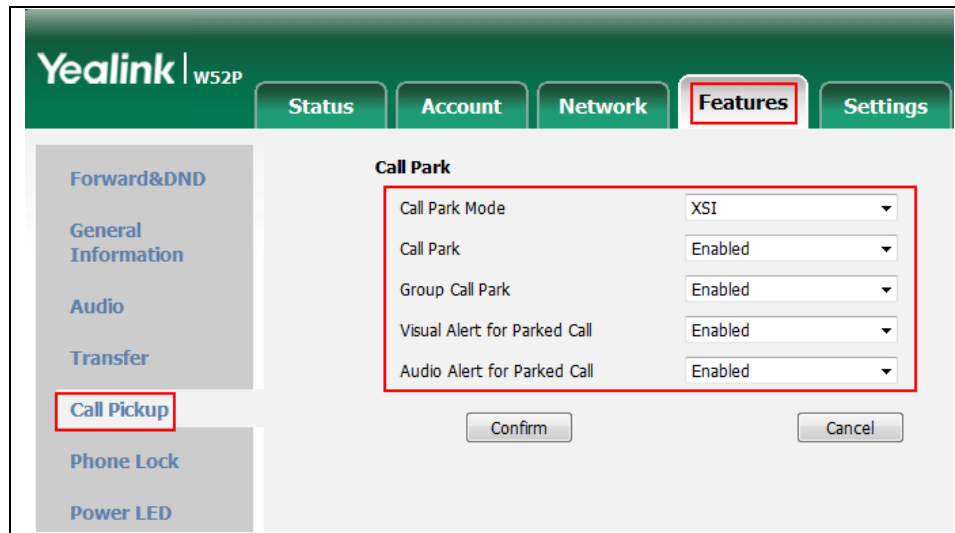 Yealink | W52P
Status Account Network Features Settings
Forward&DND
General
Information
Audio
Transfer
Call Pickup
Phone Lock
Power LED
Call Park
Call Park Mode XSI
Call Park Enabled
Group Call Park Enabled
Visual Alert for Parked Call Enabled
Audio Alert for Parked Call Enabled
Confirm Cancel